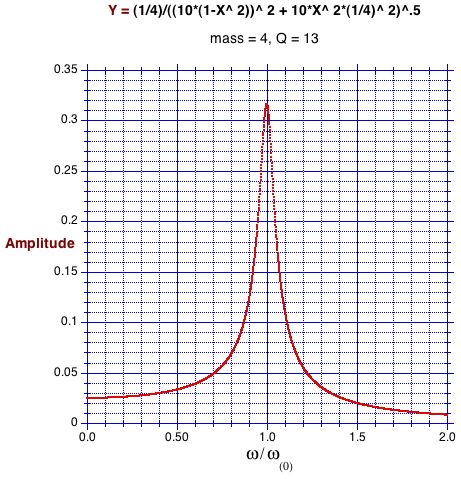 Y = (1/4)/((10*(1-X^ 2))^ 2 + 10*X^ 2*(1/4)^ 2)^.5
mass = 4, Q = 13
0.35
0.3
0.25
0.2
Amplitude
0.15
0.1
0.05
0
0.0 0.50 1.0 1.5 2.0
ω/ω(0)